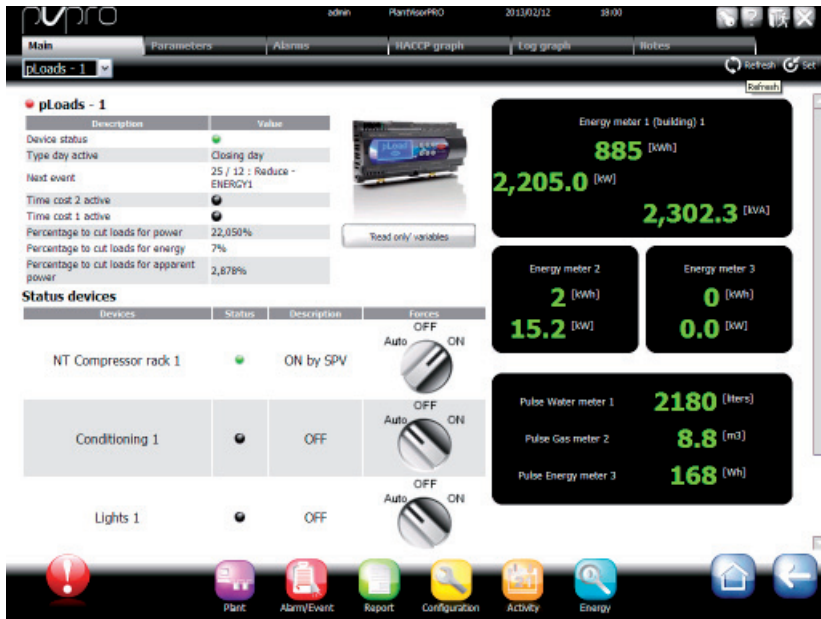 pvpro admin PlantVisorPRO 2013/02/12 18:00
Main Parameters Alarms HACCP graph Log graph Notes
pLoads - 1 Refresh Set
Refresh
pLoads - 1
Description Value
Device status
Type day active Closing day
Next event 25 / 12 : Reduce -
ENERGY1
Time cost 2 active
Time cost 1 active
Percentage to cut loads for power 22,050%
Percentage to cut loads for energy 7%
Percentage to cut loads for apparent
power 2,878%
pLoad
'Read only' variables
Status devices
Devices Status Description Forces
NT Compressor rack 1 ON by SPV Auto OFF ON
Conditioning 1 OFF Auto OFF ON
Lights 1 OFF Auto OFF ON
Energy meter 1 (building) 1
885 [kWh]
2,205.0 [kW]
2,302.3 [kVA]
Energy meter 2
2 [kWh]
15.2 [kW]
Energy meter 3
0 [kWh]
0.0 [kW]
Pulse Water meter 1 2180 [liters]
Pulse Gas meter 2 8.8 [m3]
Pulse Energy meter 3 168 [Wh]
Plant Alarm/Event Report Configuration Activity Energy